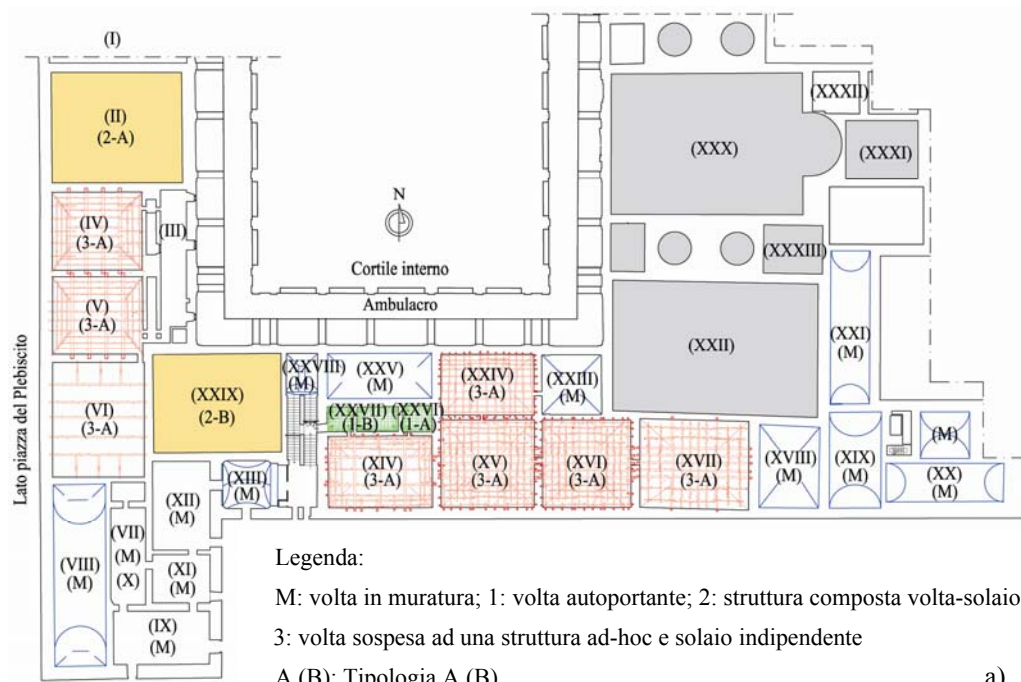 (I)
(II)
(2-A)
(XXXII)
(XXX)
(XXXI)
(IV)
(3-A)
(III)
N
(XXXIII)
Cortile interno
Ambulacro
(V)
(3-A)
(XXI)
(M)
(XXII)
Lato piazza del Plebiscito
(VI)
(3-A)
(XXIX)
(2-B)
(XXVIII)
(M)
(XXV)
(M)
(XXIV)
(3-A)
(XXIII)
(M)
(XXVII)
(1-B)
(XXVI)
(1-A)
(XIV)
(3-A)
(XV)
(3-A)
(XVI)
(3-A)
(XVII)
(3-A)
(XVIII)
(M)
(XIX)
(M)
(M)
(XX)
(M)
(XIII)
(M)
(XII)
(M)
(VIII)
(M)
(VII)
(M)
(X)
(XI)
(M)
(IX)
(M)
Legenda:
M: volta in muratura; 1: volta autoportante; 2: struttura composta volta-solaio
3: volta sospesa ad una struttura ad-hoc e solaio indipendente
A (B): Tipologia A (B)
a)